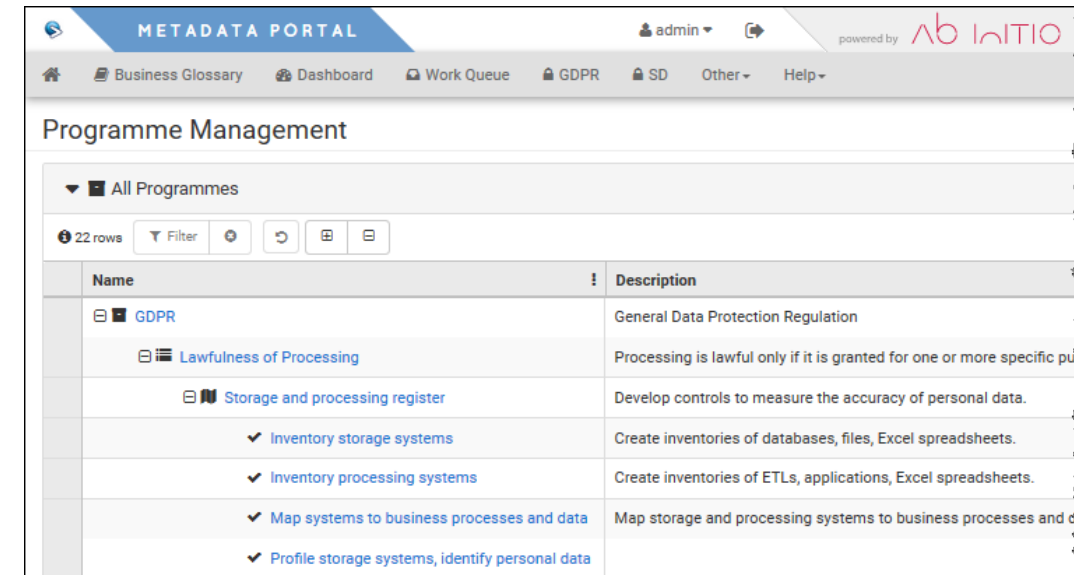 METADATA PORTAL admin powered by Ab InITIO
Business Glossary Dashboard Work Queue GDPR SD Other Help
Programme Management
All Programmes
22 rows Filter
Name Description
GDPR General Data Protection Regulation
Lawfulness of Processing Processing is lawful only if it is granted for one or more specific
Storage and processing register Develop controls to measure the accuracy of personal data.
Inventory storage systems Create inventories of databases, files, Excel spreadsheets.
Inventory processing systems Create inventories of ETLs, applications, Excel spreadsheets.
Map systems to business processes and data Map storage and processing systems to business processes and
Profile storage systems, identify personal data